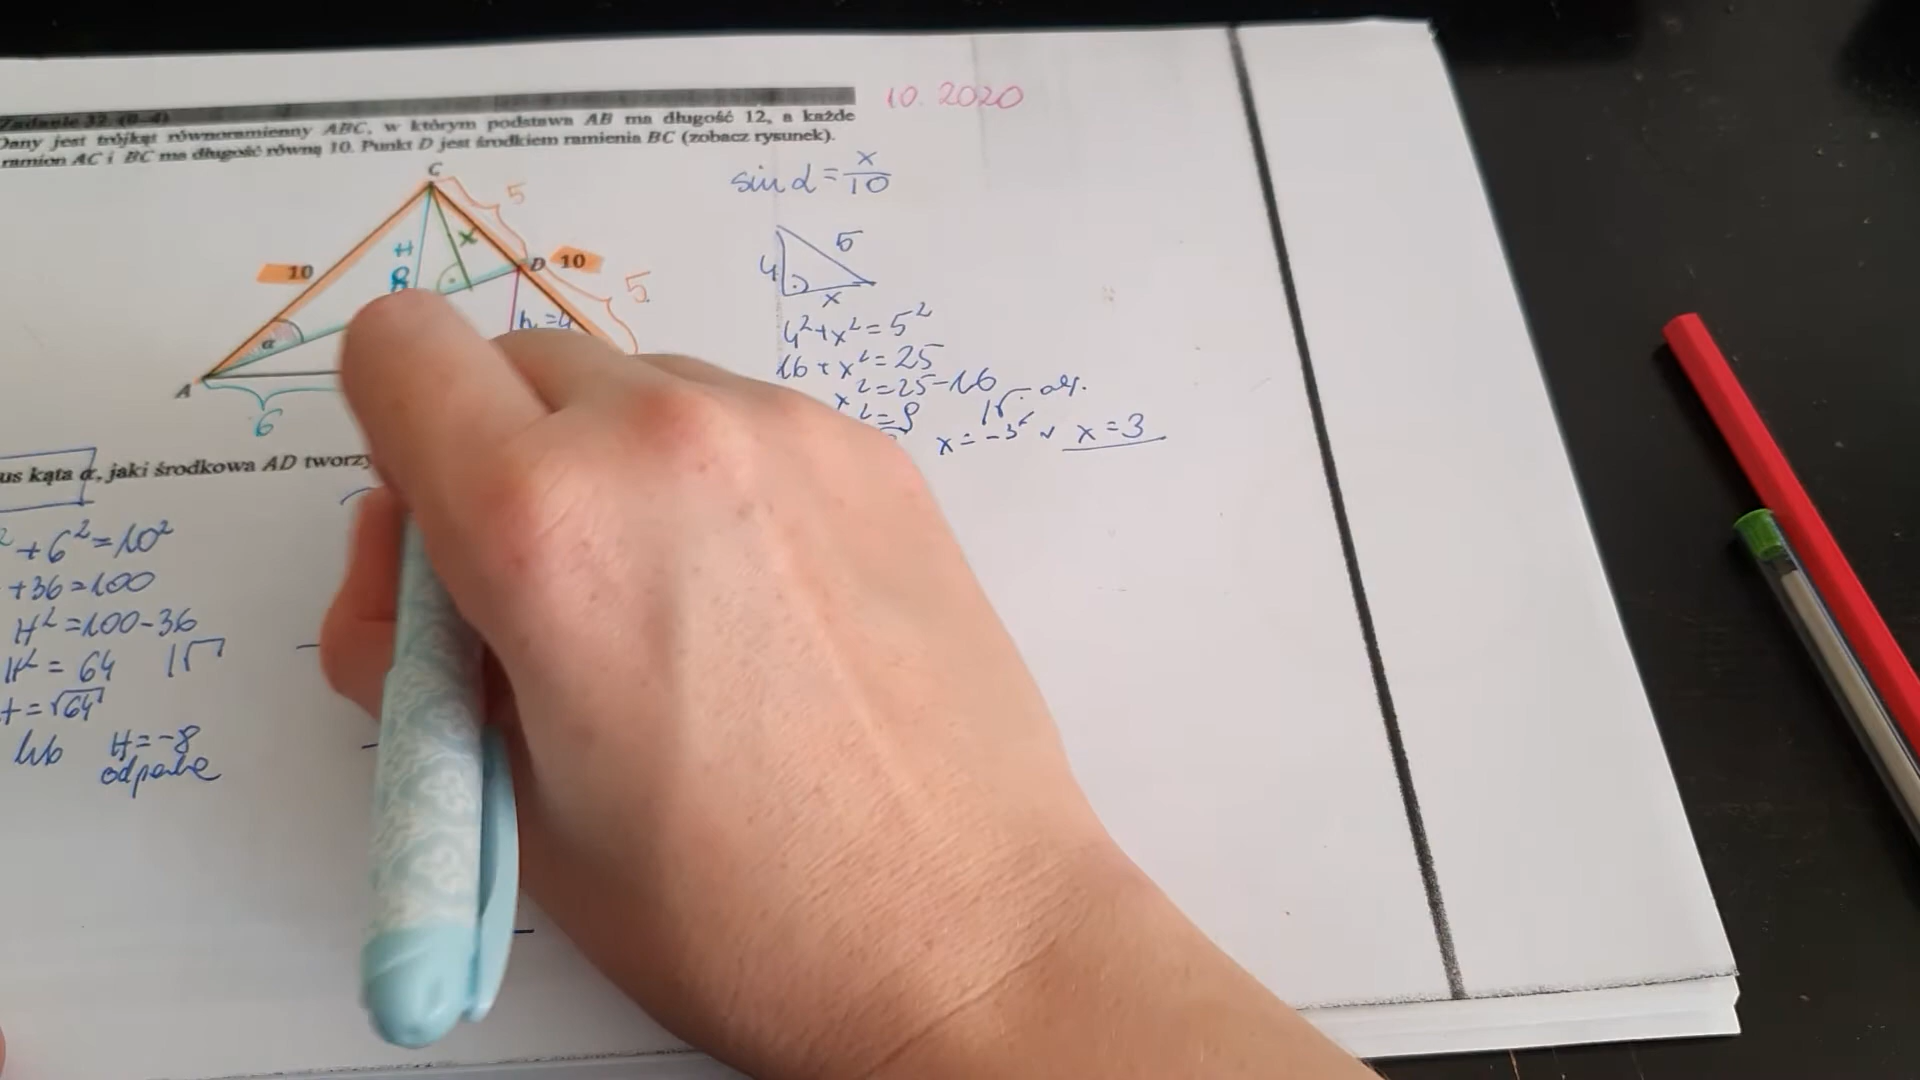 10. 2020
Zadanie 32. (0–4)
Dany jest trójkąt równoramienny ABC, w którym podstawa AB ma długość 12, a każde
ramion AC i BC ma długość równą 10. Punkt D jest środkiem ramienia BC (zobacz rysunek).
sin α = x/10
C
5
H
8
x
10
D 10
5
h = 4
α
A
6
5
4
x
4² + x² = 5²
16 + x² = 25
x² = 25 - 16
x² = 9
x = -3 v x = 3
us kąta α, jaki środkowa AD tworzy
² + 6² = 10²
+ 36 = 100
H² = 100 - 36
H² = 64 |√
= √64
lub H = -8